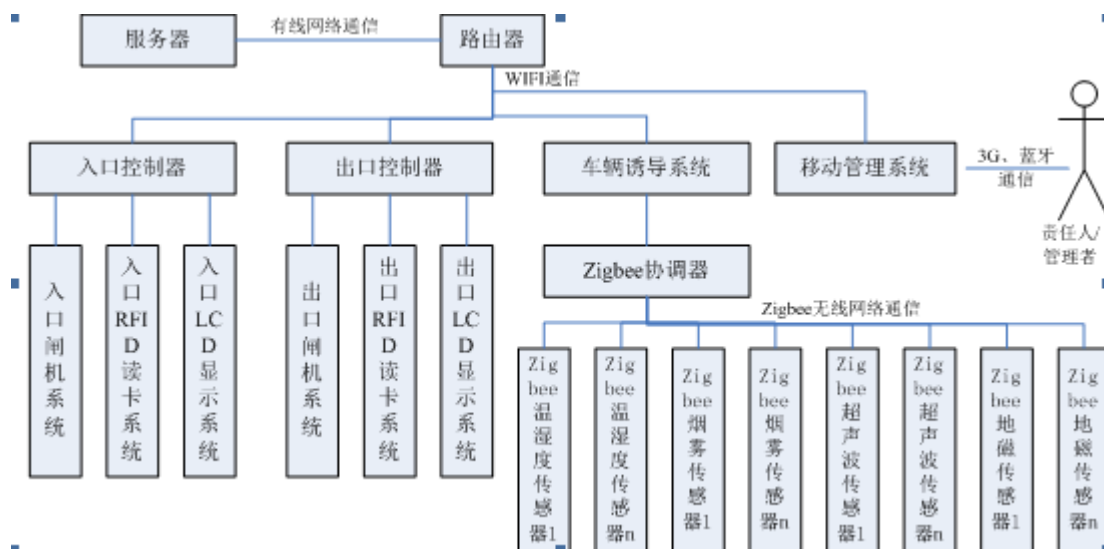 服务器
有线网络通信
路由器
WIFI通信
入口控制器
出口控制器
车辆诱导系统
移动管理系统
3G、蓝牙
通信
责任人/
管理者
入口闸机系统
入口RFID读卡系统
入口LCD显示系统
出口闸机系统
出口RFID读卡系统
出口LCD显示系统
Zigbee协调器
Zigbee无线网络通信
Zigbee温湿度传感器1
Zigbee温湿度传感器n
Zigbee烟雾传感器1
Zigbee烟雾传感器n
Zigbee超声波传感器1
Zigbee超声波传感器n
Zigbee地磁传感器1
Zigbee地磁传感器n